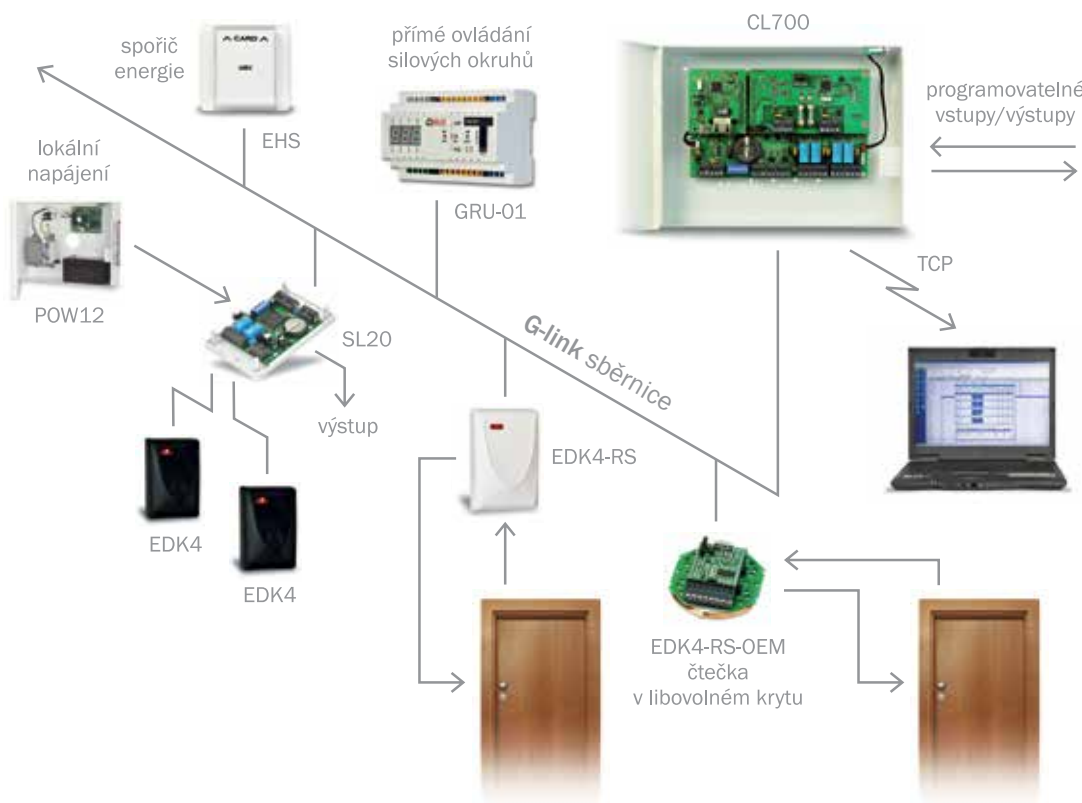 CL700
spořič
energie
přímé ovládání
silových okruhů
CARD
programovatelné
vstupy/výstupy
EHS
lokální
napájení
GRU-01
TCP
POW12
SL20
G-link sběrnice
výstup
EDK4-RS
EDK4
EDK4
EDK4-RS-OEM
čtečka
v libovolném krytu